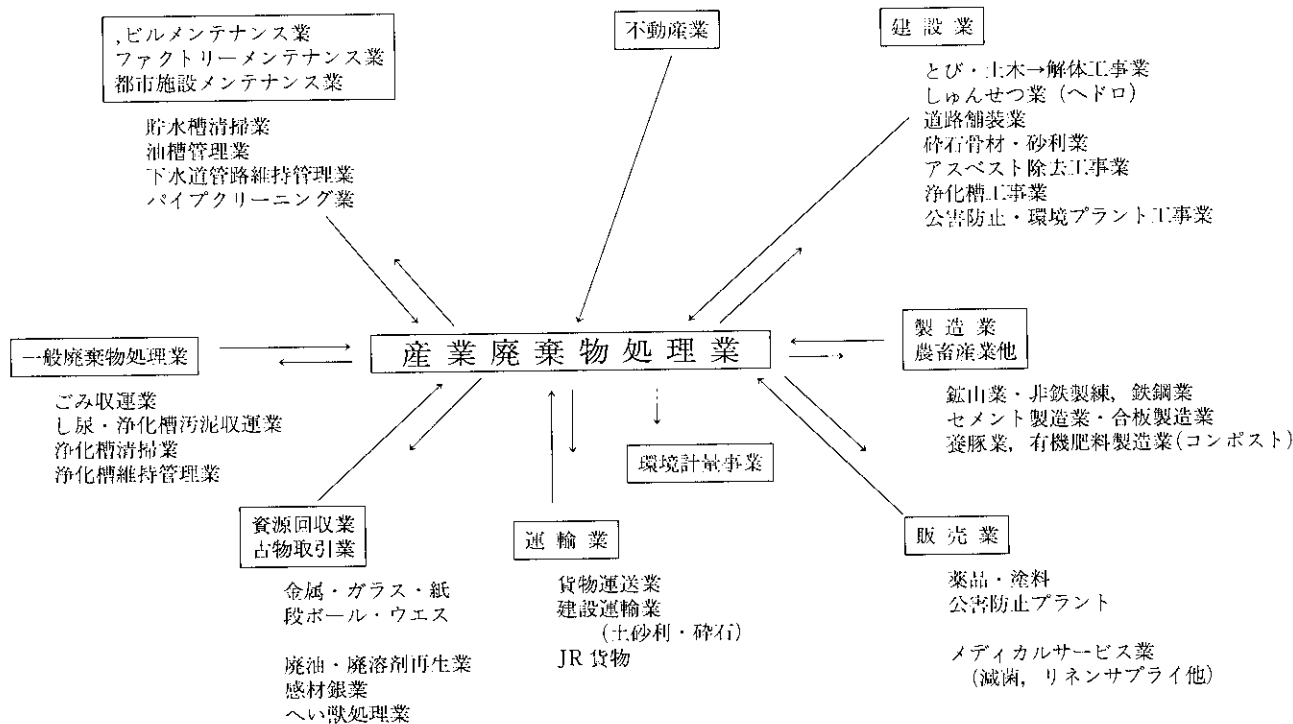 ,ビルメンテナンス業
ファクトリーメンテナンス業
都市施設メンテナンス業
貯水槽清掃業
油槽管理業
下水道管路維持管理業
パイプクリーニング業
不動産業
建設業
とび・土木→解体工事業
しゅんせつ業(ヘドロ)
道路舗装業
砕石骨材・砂利業
アスベスト除去工事業
浄化槽工事業
公害防止・環境プラント工事業
一般廃棄物処理業
ごみ収運業
し尿・浄化槽汚泥収運業
浄化槽清掃業
浄化槽維持管理業
産業廃棄物処理業
製造業
農畜産業他
鉱山業・非鉄製練,鉄鋼業
セメント製造業・合板製造業
養豚業,有機肥料製造業(コンポスト)
環境計量事業
資源回収業
古物取引業
金属・ガラス・紙
段ボール・ウエス
廃油・廃溶剤再生業
感材銀業
へい獣処理業
運輸業
貨物運送業
建設運輸業
(土砂利・砕石)
JR貨物
販売業
薬品・塗料
公害防止プラント
メディカルサービス業
(滅菌,リネンサプライ他)